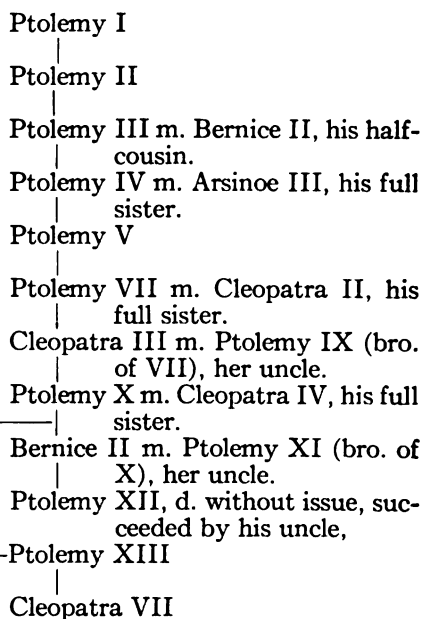 Ptolemy I
Ptolemy II
Ptolemy III m. Bernice II, his half-
cousin.
Ptolemy IV m. Arsinoe III, his full
sister.
Ptolemy V
Ptolemy VII m. Cleopatra II, his
full sister.
Cleopatra III m. Ptolemy IX (bro.
of VII), her uncle.
Ptolemy X m. Cleopatra IV, his full
sister.
Bernice II m. Ptolemy XI (bro. of
X), her uncle.
Ptolemy XII, d. without issue, suc-
ceeded by his uncle,
Ptolemy XIII
Cleopatra VII